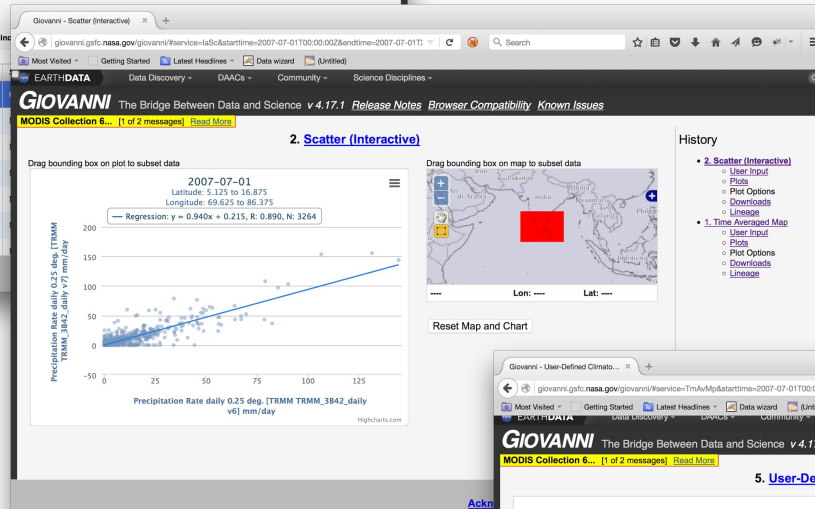 Giovanni - Scatter (Interactive) × +
giovanni.gsfc.nasa.gov/giovanni/#service=IaSc&starttime=2007-07-01T00:00:00Z&endtime=2007-07-01T: Search
Most Visited Getting Started Latest Headlines Data wizard (Untitled)
EARTHDATA Data Discovery DAACs Community Science Disciplines
GIOVANNI The Bridge Between Data and Science v 4.17.1 Release Notes Browser Compatibility Known Issues
MODIS Collection 6... [1 of 2 messages] Read More
2. Scatter (Interactive)
Drag bounding box on plot to subset data
2007-07-01
Latitude: 5.125 to 16.875
Longitude: 69.625 to 86.375
Regression: y = 0.940x + 0.215, R: 0.890, N: 3264
Precipitation Rate daily 0.25 deg. [TRMM
TRMM_3B42_daily v7] mm/day
200
150
100
50
0
−50
0 25 50 75 100 125
Precipitation Rate daily 0.25 deg. [TRMM TRMM_3B42_daily
v6] mm/day
Highcharts.com
Drag bounding box on map to subset data
Pakistan
India
Myanmar
Thailand
Indonesia
---- Lon: ---- Lat: ----
Reset Map and Chart
History
2. Scatter (Interactive)
User Input
Plots
Plot Options
Downloads
Lineage
1. Time Averaged Map
User Input
Plots
Plot Options
Downloads
Lineage
Ackn
Giovanni - User-Defined Climato... × +
giovanni.gsfc.nasa.gov/giovanni/#service=TmAvMp&starttime=2007-07-01T00:0
Most Visited Getting Started Latest Headlines Data wizard (Unti
EARTHDATA Data Discovery DAACs Community
GIOVANNI The Bridge Between Data and Science v 4.17
MODIS Collection 6... [1 of 2 messages] Read More
5. User-De